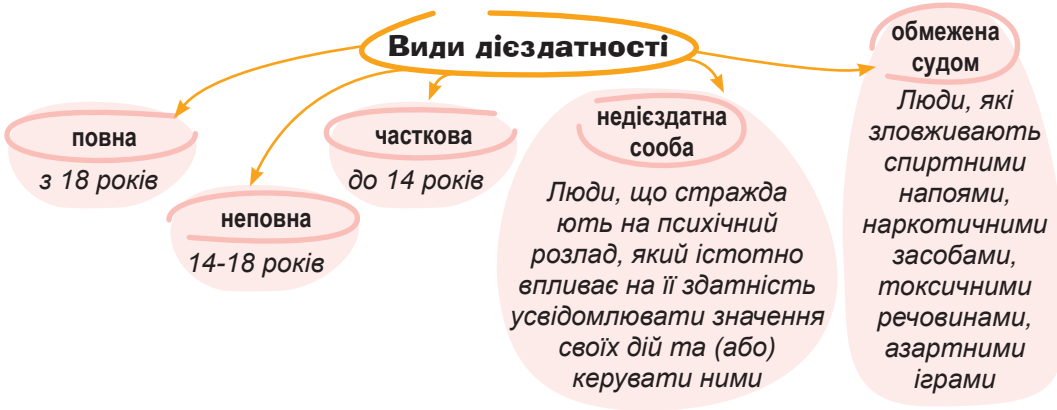 Види дієздатності
повна
з 18 років
неповна
14-18 років
часткова
до 14 років
недієздатна
сооба
Люди, що стражда
ють на психічний
розлад, який істотно
впливає на її здатність
усвідомлювати значення
своїх дій та (або)
керувати ними
обмежена
судом
Люди, які
зловживають
спиртними
напоями,
наркотичними
засобами,
токсичними
речовинами,
азартними
іграми